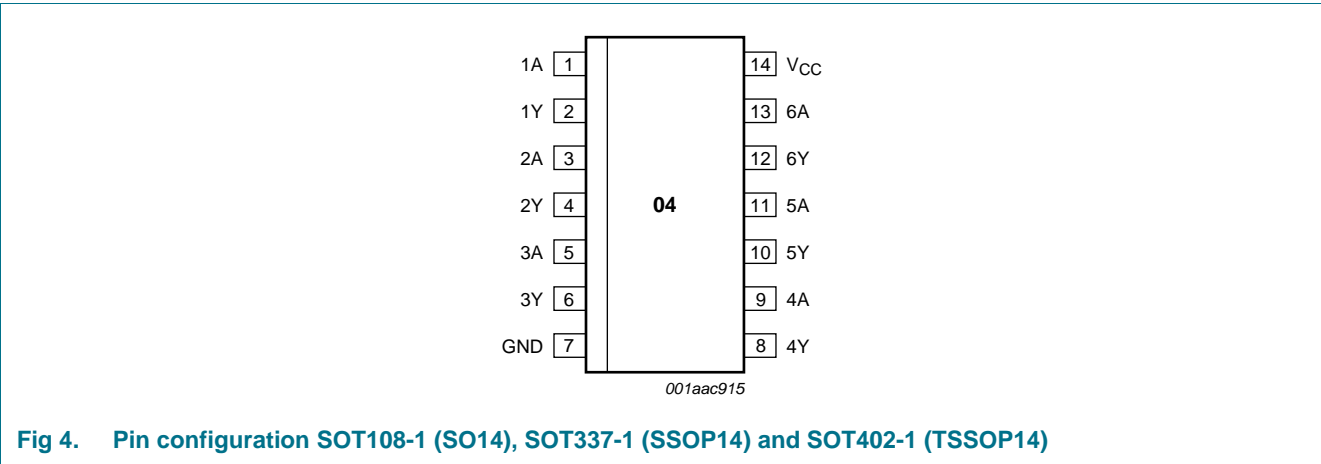 1A 1 14 VCC
1Y 2 13 6A
2A 3 12 6Y
2Y 4 04 11 5A
3A 5 10 5Y
3Y 6 9 4A
GND 7 8 4Y
001aac915
Fig 4. Pin configuration SOT108-1 (SO14), SOT337-1 (SSOP14) and SOT402-1 (TSSOP14)